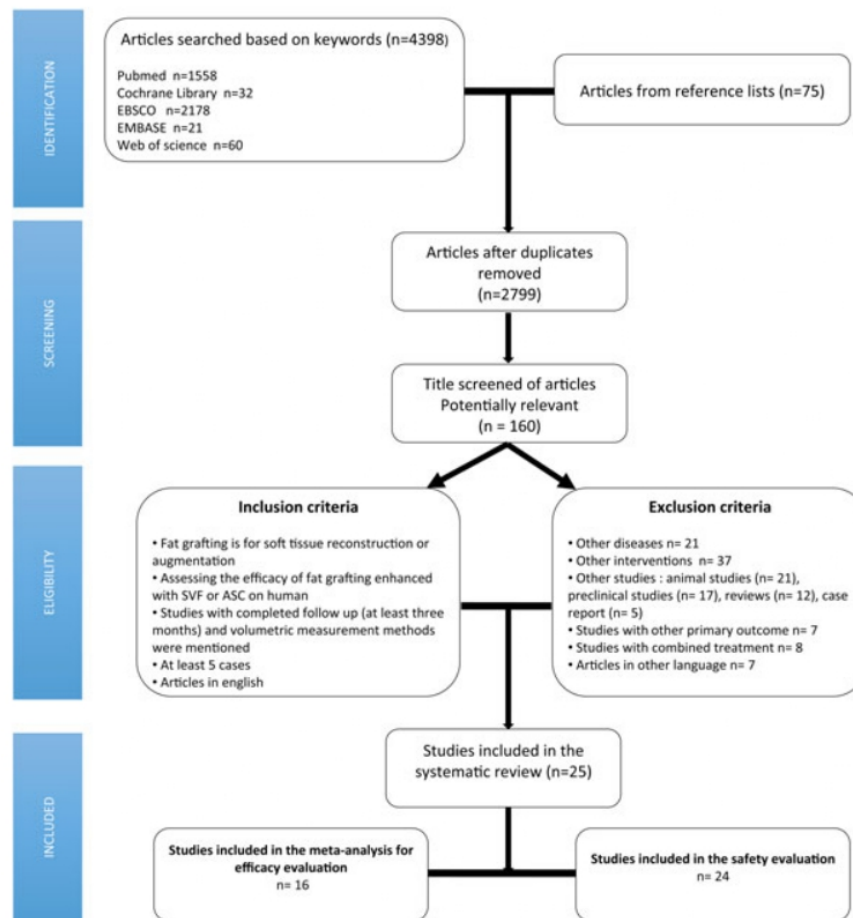 IDENTIFICATION
Articles searched based on keywords (n=4398)
Pubmed n=1558
Cochrane Library n=32
EBSCO n=2178
EMBASE n=21
Web of science n=60
Articles from reference lists (n=75)
SCREENING
Articles after duplicates
removed
(n=2799)
Title screened of articles
Potentially relevant
(n = 160)
ELIGIBILITY
Inclusion criteria
• Fat grafting is for soft tissue reconstruction or
augmentation
• Assessing the efficacy of fat grafting enhanced
with SVF or ASC on human
• Studies with completed follow up (at least three
months) and volumetric measurement methods
were mentioned
• At least 5 cases
• Articles in english
Exclusion criteria
• Other diseases n= 21
• Other interventions n= 37
• Other studies : animal studies (n= 21),
preclinical studies (n= 17), reviews (n= 12), case
report (n= 5)
• Studies with other primary outcome n= 7
• Studies with combined treatment n= 8
• Articles in other language n= 7
INCLUDED
Studies included in the
systematic review (n=25)
Studies included in the meta-analysis for
efficacy evaluation
n= 16
Studies included in the safety evaluation
n= 24